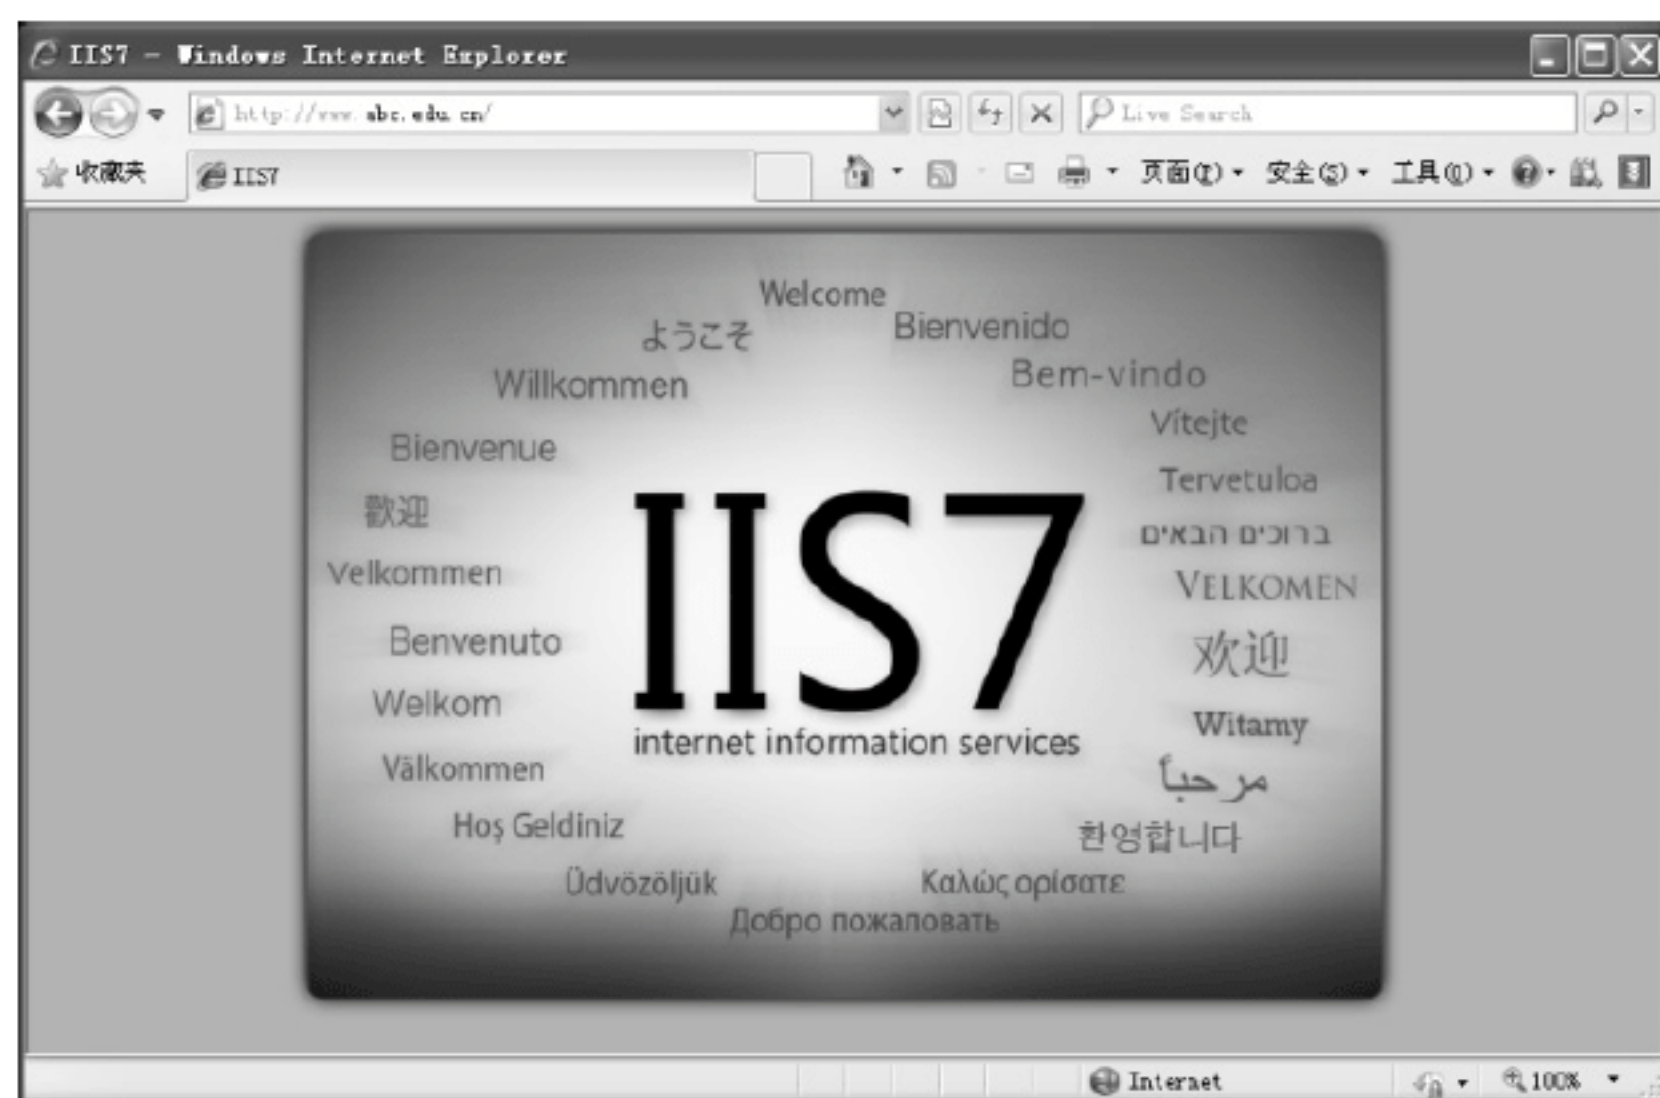 IIS7 - Windows Internet Explorer
http://www.abc.edu.cn/
Live Search
收藏夹
IIS7
页面(P)
安全(S)
工具(O)
Welcome
ようこそ
Bienvenido
Willkommen
Bem-vindo
Vítejte
Bienvenue
Tervetuloa
歡迎
ברוכים הבאים
Velkommen
VELKOMEN
IIS7
Benvenuto
欢迎
Welkom
Witamy
internet information services
Välkommen
مرحباً
Hoş Geldiniz
환영합니다
Üdvözöljük
Καλώς ορίσατε
Добро пожаловать
Internet
100%